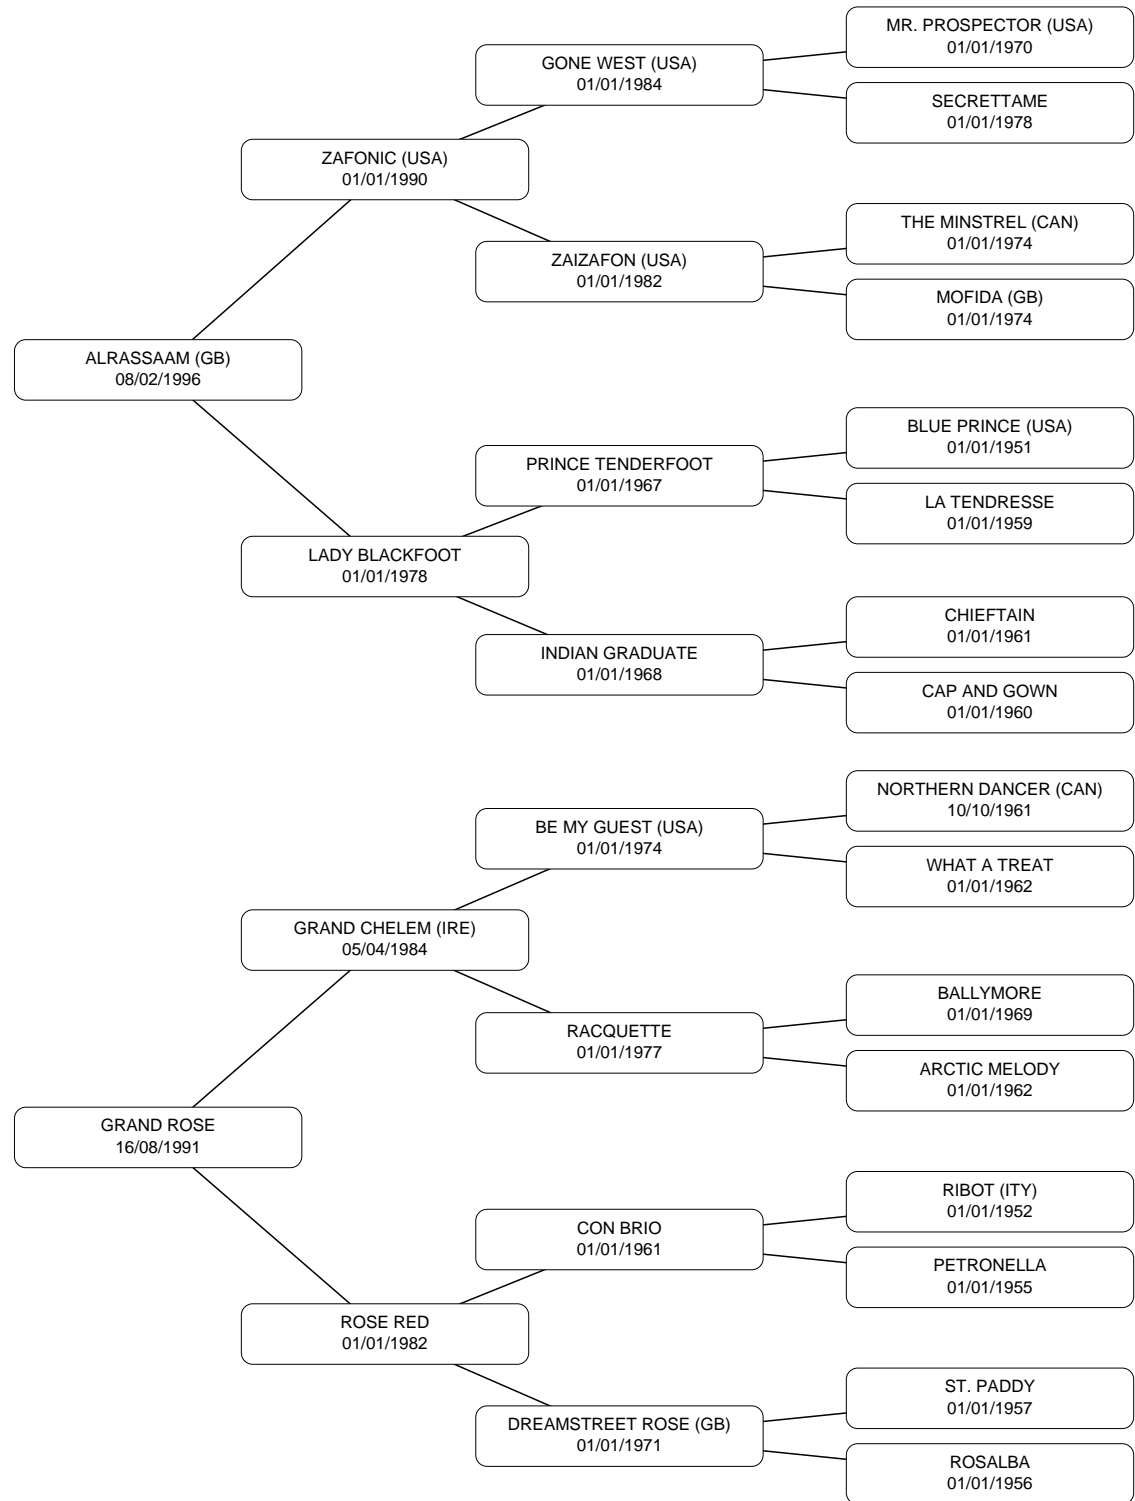 MR. PROSPECTOR (USA)
01/01/1970
GONE WEST (USA)
01/01/1984
SECRETTAME
01/01/1978
ZAFONIC (USA)
01/01/1990
THE MINSTREL (CAN)
01/01/1974
ZAIZAFON (USA)
01/01/1982
MOFIDA (GB)
01/01/1974
ALRASSAAM (GB)
08/02/1996
BLUE PRINCE (USA)
01/01/1951
PRINCE TENDERFOOT
01/01/1967
LA TENDRESSE
01/01/1959
LADY BLACKFOOT
01/01/1978
CHIEFTAIN
01/01/1961
INDIAN GRADUATE
01/01/1968
CAP AND GOWN
01/01/1960
NORTHERN DANCER (CAN)
10/10/1961
BE MY GUEST (USA)
01/01/1974
WHAT A TREAT
01/01/1962
GRAND CHELEM (IRE)
05/04/1984
BALLYMORE
01/01/1969
RACQUETTE
01/01/1977
ARCTIC MELODY
01/01/1962
GRAND ROSE
16/08/1991
RIBOT (ITY)
01/01/1952
CON BRIO
01/01/1961
PETRONELLA
01/01/1955
ROSE RED
01/01/1982
ST. PADDY
01/01/1957
DREAMSTREET ROSE (GB)
01/01/1971
ROSALBA
01/01/1956